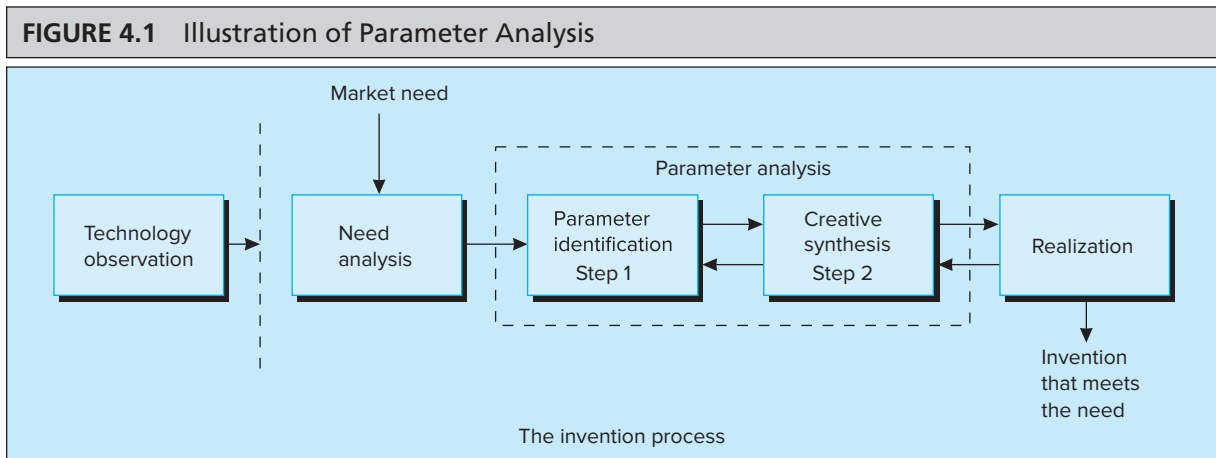 FIGURE 4.1 Illustration of Parameter Analysis
Market need
Parameter analysis
Technology
observation
Need
analysis
Parameter
identification
Step 1
Creative
synthesis
Step 2
Realization
Invention
that meets
the need
The invention process